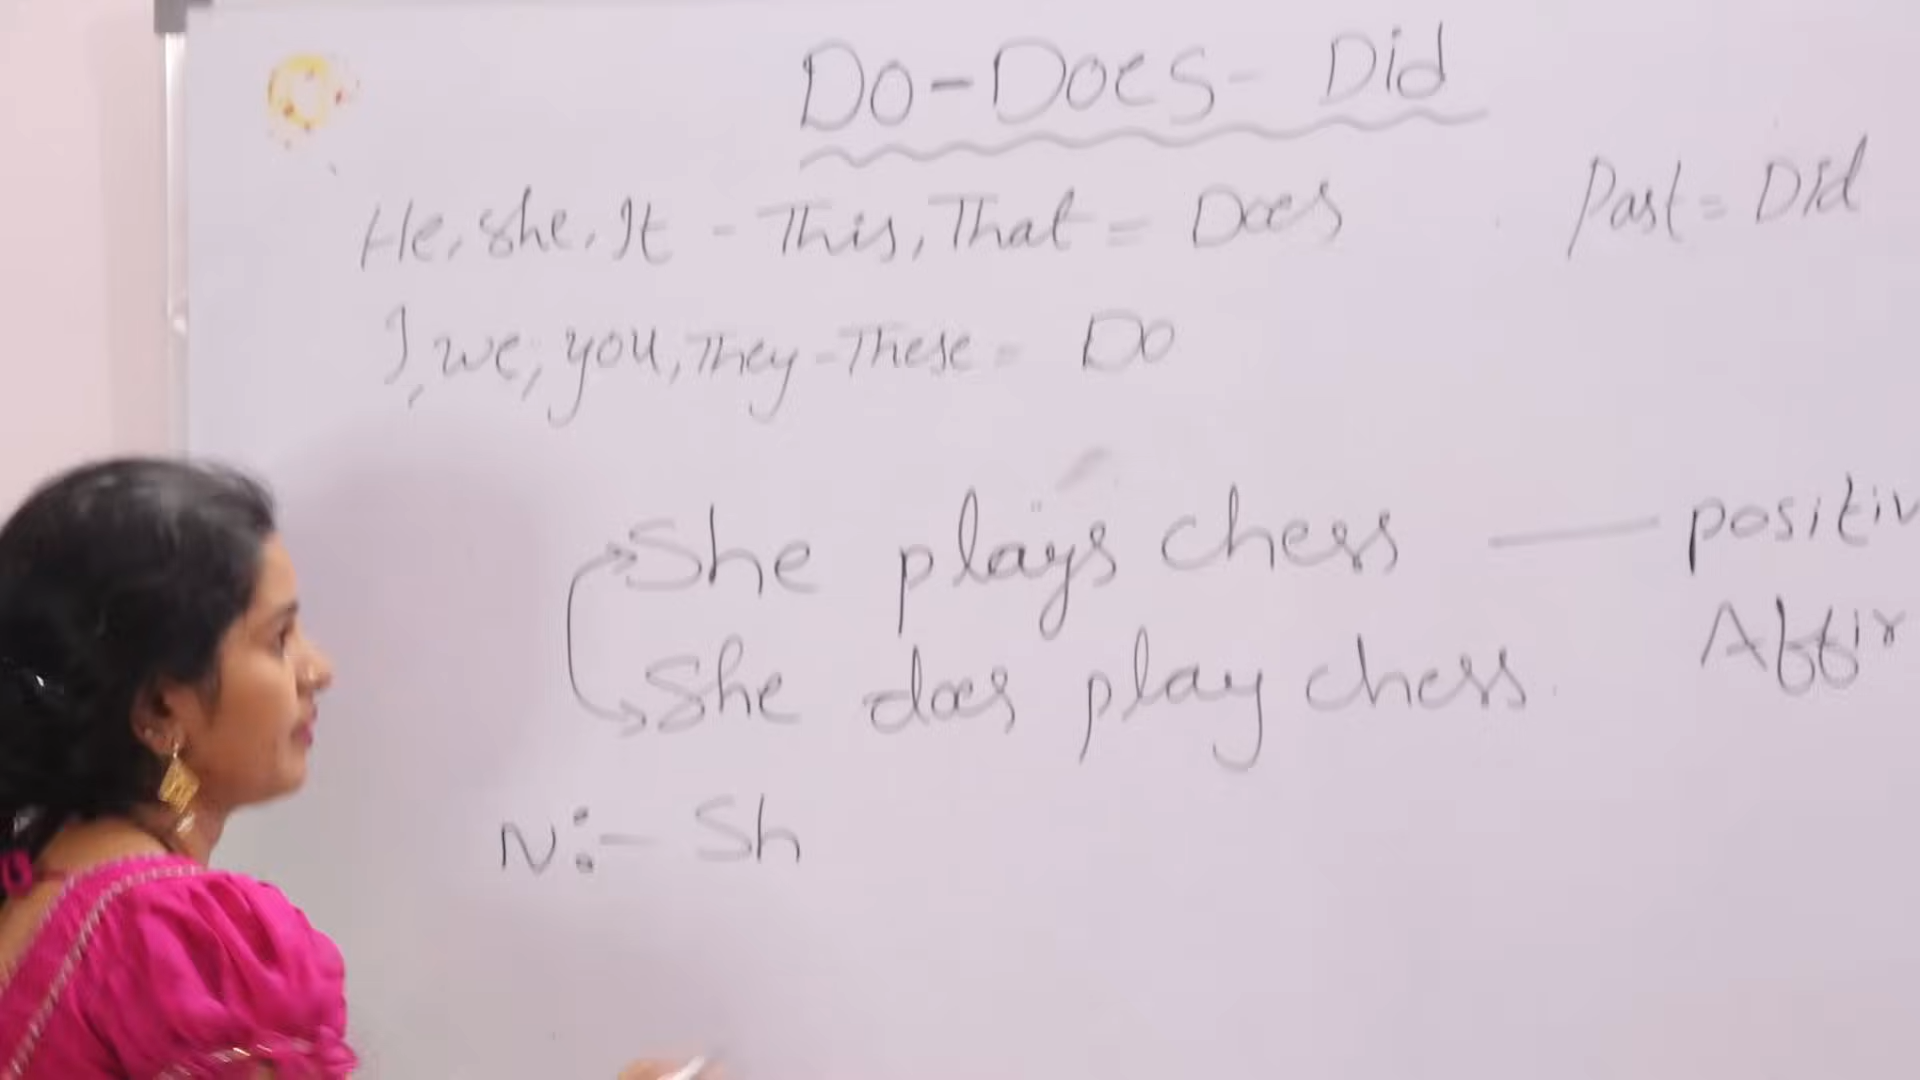 Do-Does- Did
He, she, It - This, That = Does
Past = Did
I, we, you, They - These = Do
She plays chess — positiv
Affir
She does play chess.
N:- Sh